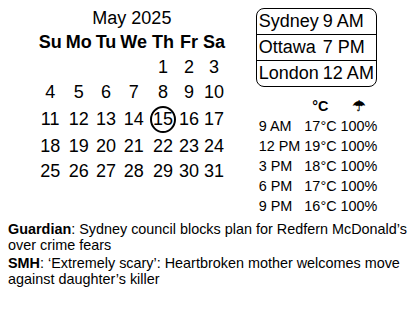 May 2025
Su Mo Tu We Th Fr Sa
1 2 3
4 5 6 7 8 9 10
11 12 13 14 15 16 17
18 19 20 21 22 23 24
25 26 27 28 29 30 31
Sydney 9 AM
Ottawa 7 PM
London 12 AM
°C ☂
9 AM 17°C 100%
12 PM 19°C 100%
3 PM 18°C 100%
6 PM 17°C 100%
9 PM 16°C 100%
Guardian: Sydney council blocks plan for Redfern McDonald’s
over crime fears
SMH: ‘Extremely scary’: Heartbroken mother welcomes move
against daughter’s killer